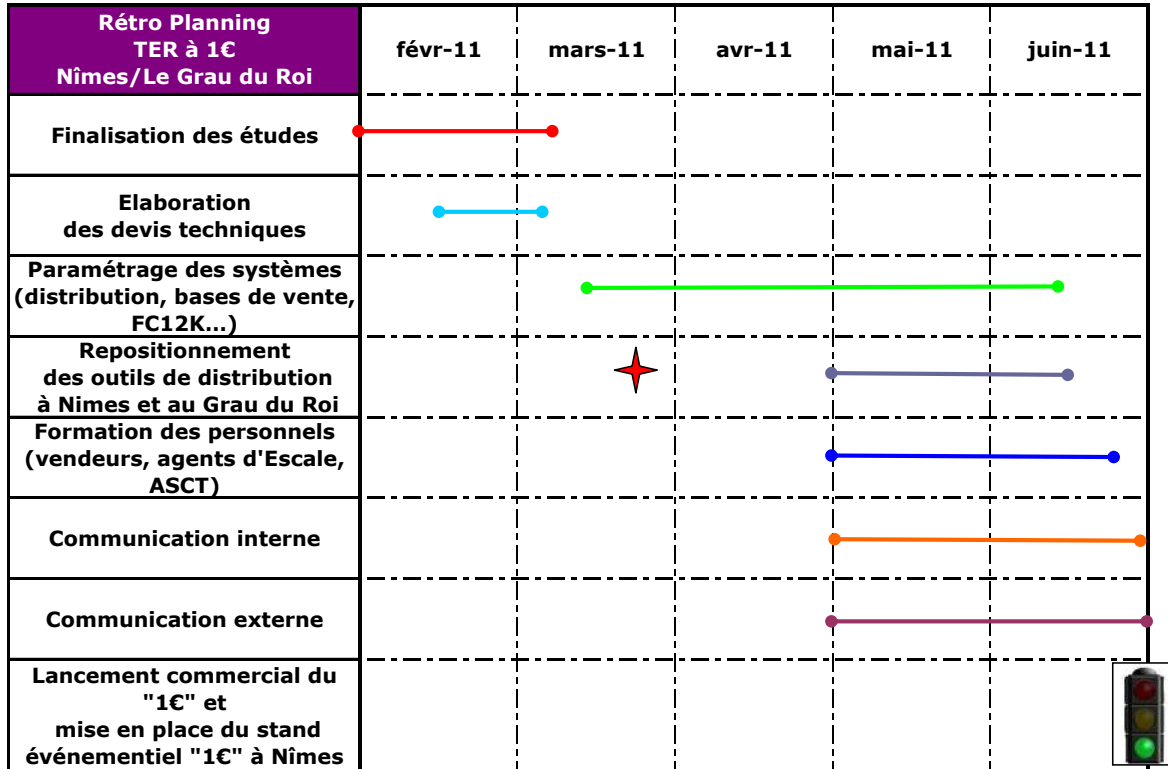 Rétro Planning
TER à 1€
Nîmes/Le Grau du Roi
févr-11
mars-11
avr-11
mai-11
juin-11
Finalisation des études
Elaboration
des devis techniques
Paramétrage des systèmes
(distribution, bases de vente,
FC12K...)
Repositionnement
des outils de distribution
à Nimes et au Grau du Roi
Formation des personnels
(vendeurs, agents d'Escale,
ASCT)
Communication interne
Communication externe
Lancement commercial du
"1€" et
mise en place du stand
événementiel "1€" à Nîmes